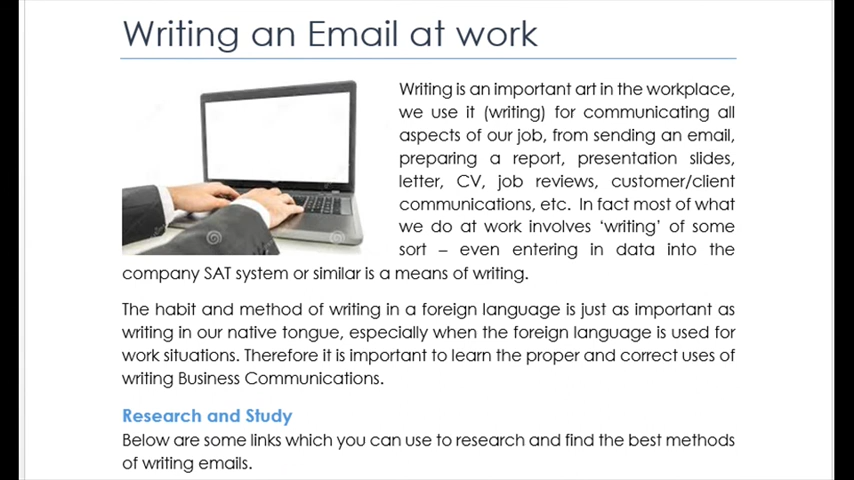 Writing an Email at work
Writing is an important art in the workplace,
we use it (writing) for communicating all
aspects of our job, from sending an email,
preparing a report, presentation slides,
letter, CV, job reviews, customer/client
communications, etc. In fact most of what
we do at work involves ‘writing’ of some
sort – even entering in data into the
company SAT system or similar is a means of writing.
The habit and method of writing in a foreign language is just as important as
writing in our native tongue, especially when the foreign language is used for
work situations. Therefore it is important to learn the proper and correct uses of
writing Business Communications.
Research and Study
Below are some links which you can use to research and find the best methods
of writing emails.